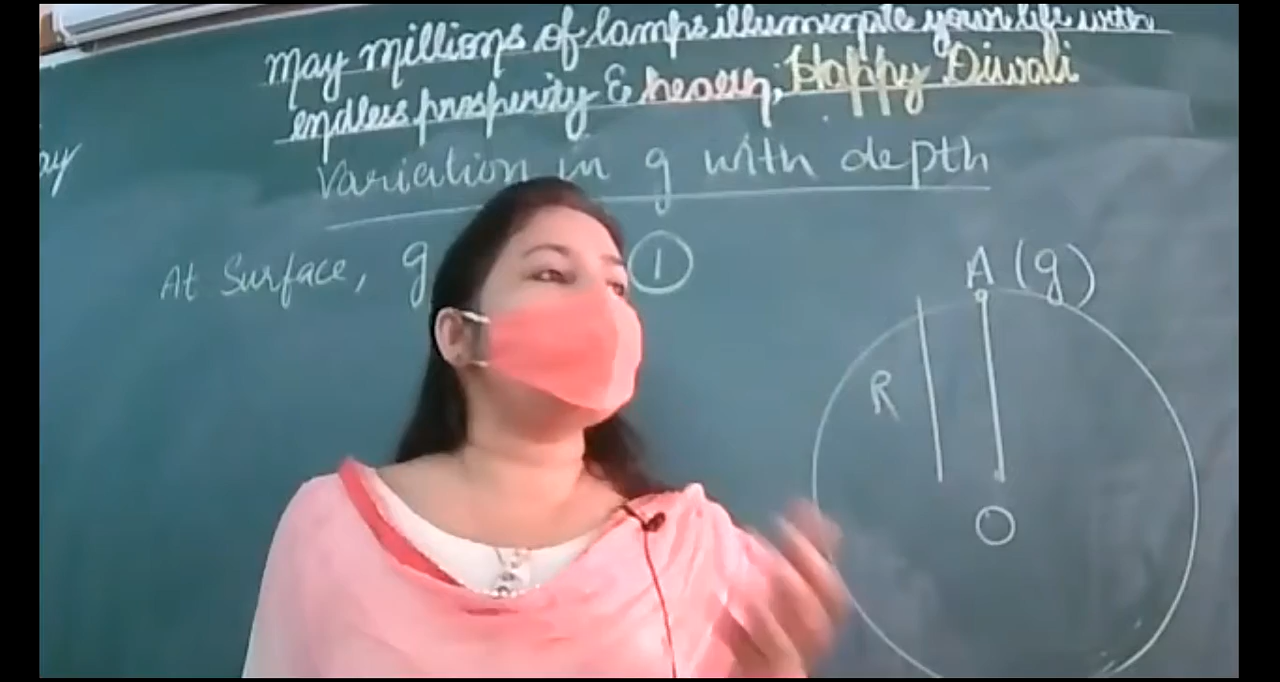 May millions of lamps illuminate your life with
endless prosperity & health, Happy Diwali
ay
Variation in g with depth
At Surface, g
1
A (g)
R
O